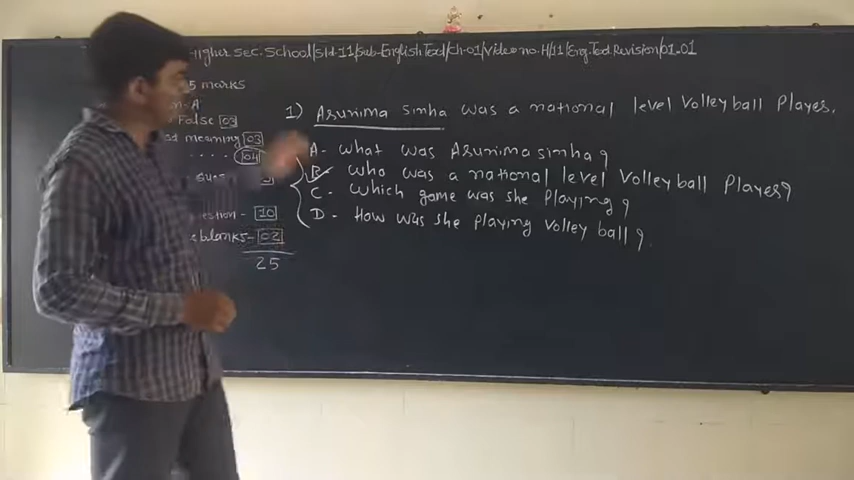 Higher Sec. School/Std-11/Sub-English Text/Ch-01/Video no-H/11/Eng.Text Revision/01.01
5 marks
A
False 03
meaning 03
.... 04
10
blanks- 02
25
1) Arunima sinha was a national level Volleyball Player.
A- what was Arunima sinha?
B- who was a national level Volleyball Player?
C- Which game was she Playing?
D- How was she playing volley ball?